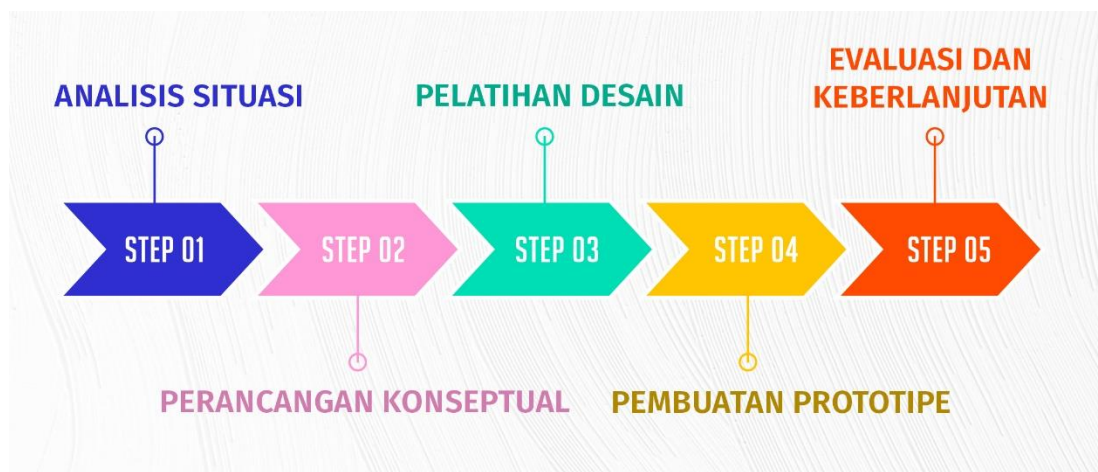 ANALISIS SITUASI
PELATIHAN DESAIN
EVALUASI DAN
KEBERLANJUTAN
STEP 01
STEP 02
STEP 03
STEP 04
STEP 05
PERANCANGAN KONSEPTUAL
PEMBUATAN PROTOTIPE